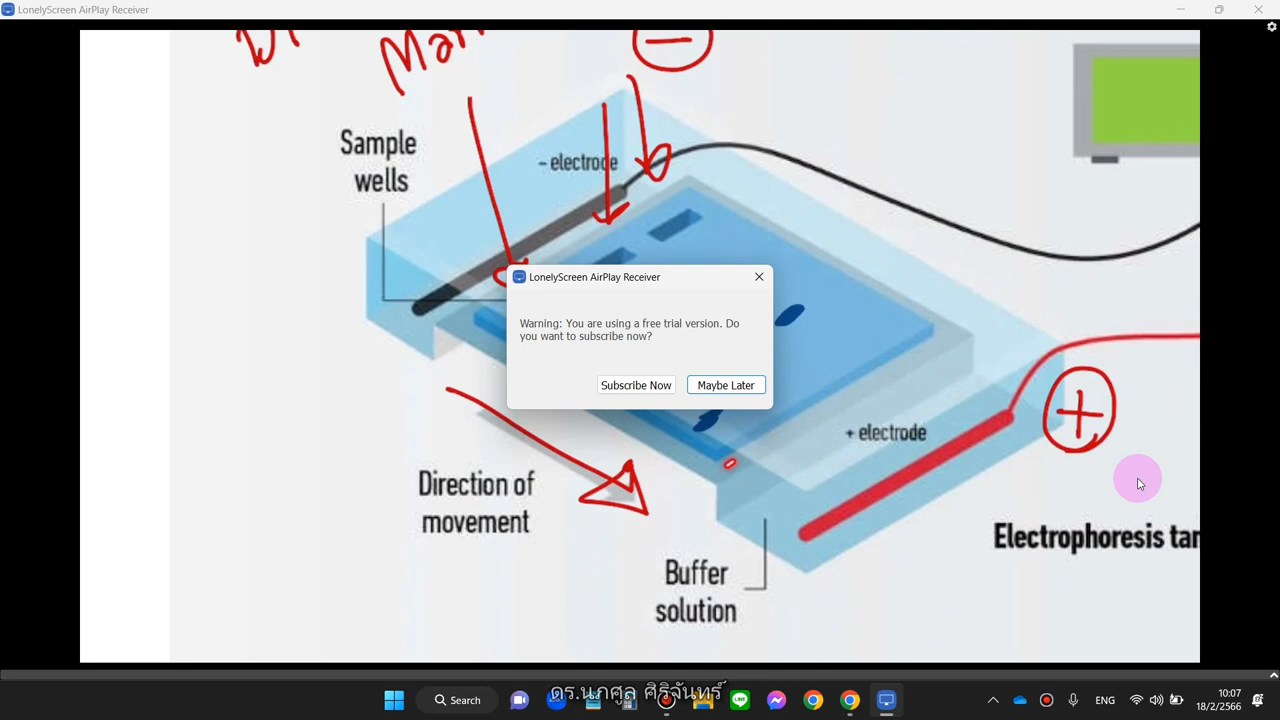 LonelyScreen AirPlay Receiver
Sample
wells
- electrode
LonelyScreen AirPlay Receiver
Warning: You are using a free trial version. Do
you want to subscribe now?
Subscribe Now
Maybe Later
+ electrode
+
Direction of
movement
Electrophoresis tan
Buffer
solution
Search
ดร.นภศูล ศิริจันทร์
ENG
10:07
18/2/2566